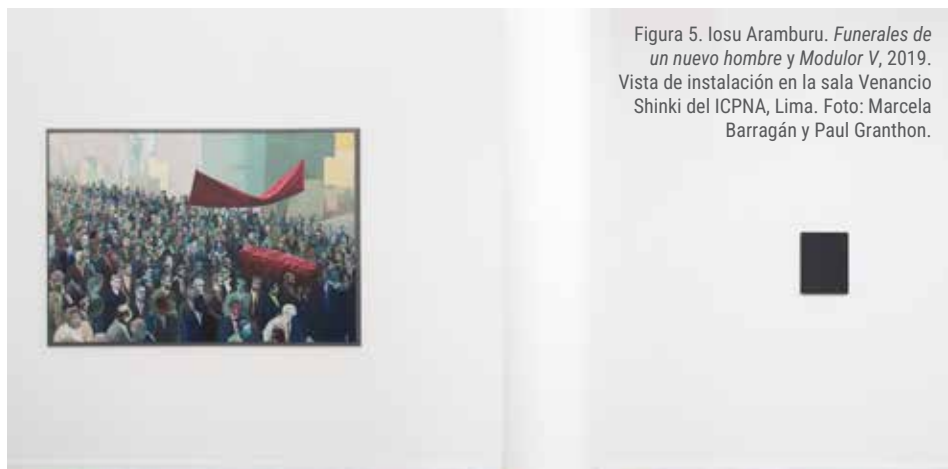 Figura 5. Iosu Aramburu. Funerales de
un nuevo hombre y Modulor V, 2019.
Vista de instalación en la sala Venancio
Shinki del ICPNA, Lima. Foto: Marcela
Barragán y Paul Granthon.